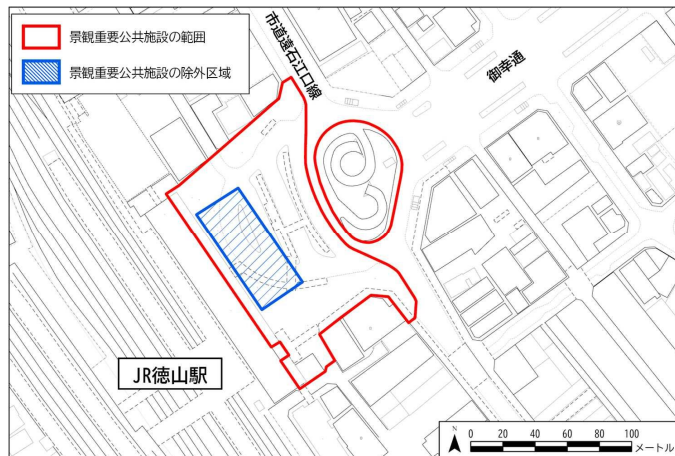 景観重要公共施設の範囲
景観重要公共施設の除外区域
市道遠石江口線
御幸通
JR徳山駅
N
0 20 40 60 80 100
メートル